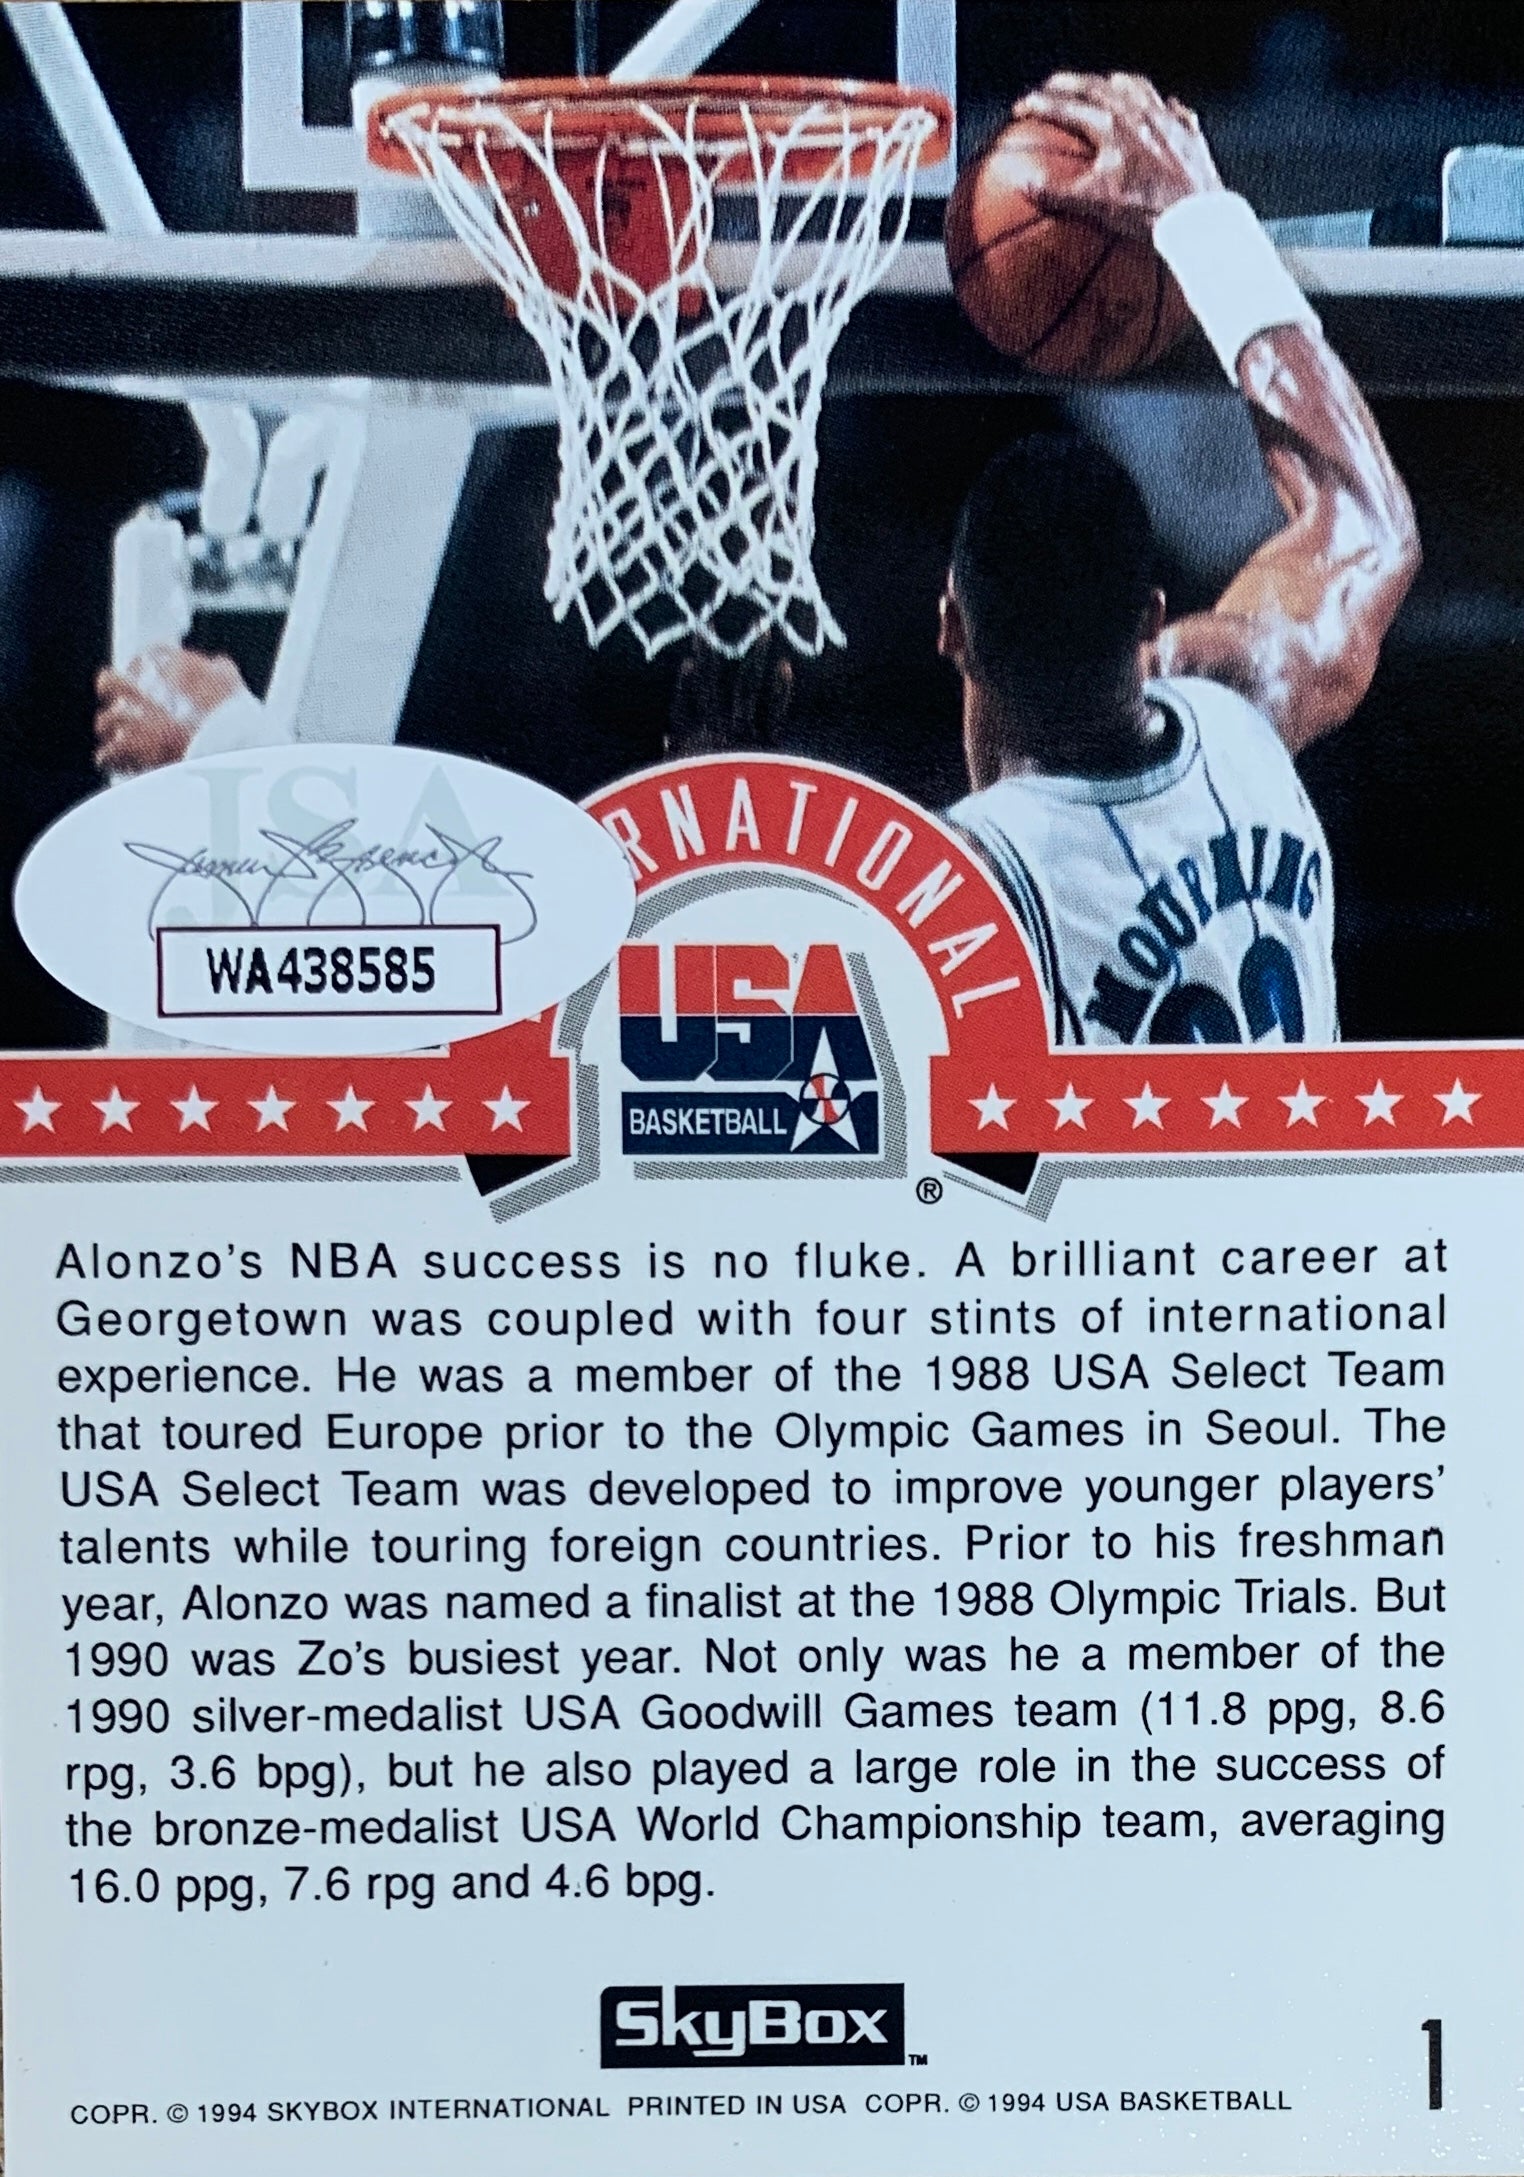 JSA
WA438585
RNATIONAL
USA
BASKETBALL
®
MOURNING
33
Alonzo's NBA success is no fluke. A brilliant career at
Georgetown was coupled with four stints of international
experience. He was a member of the 1988 USA Select Team
that toured Europe prior to the Olympic Games in Seoul. The
USA Select Team was developed to improve younger players'
talents while touring foreign countries. Prior to his freshman
year, Alonzo was named a finalist at the 1988 Olympic Trials. But
1990 was Zo's busiest year. Not only was he a member of the
1990 silver-medalist USA Goodwill Games team (11.8 ppg, 8.6
rpg, 3.6 bpg), but he also played a large role in the success of
the bronze-medalist USA World Championship team, averaging
16.0 ppg, 7.6 rpg and 4.6 bpg.
SkyBox™
1
COPR. © 1994 SKYBOX INTERNATIONAL PRINTED IN USA COPR. © 1994 USA BASKETBALL